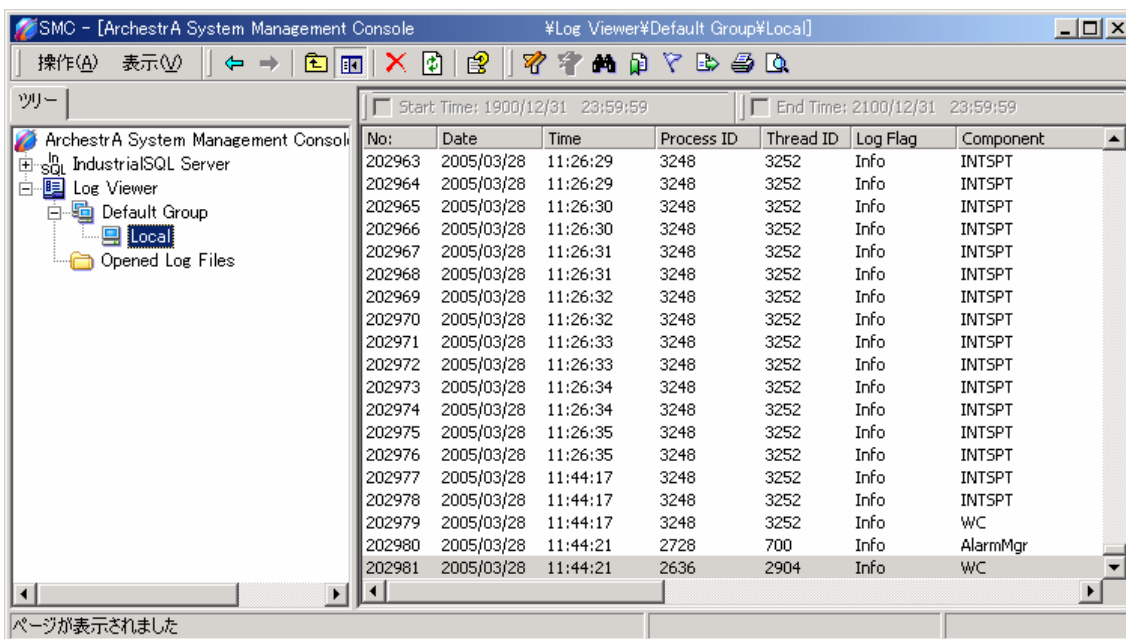 SMC - [ArchestrA System Management Console ¥Log Viewer¥Default Group¥Local]
操作(A) 表示(V)
ツリー
Start Time: 1900/12/31 23:59:59 End Time: 2100/12/31 23:59:59
ArchestrA System Management Consol
In SQL IndustrialSQL Server
Log Viewer
Default Group
Local
Opened Log Files
No: Date Time Process ID Thread ID Log Flag Component
202963 2005/03/28 11:26:29 3248 3252 Info INTSPT
202964 2005/03/28 11:26:29 3248 3252 Info INTSPT
202965 2005/03/28 11:26:30 3248 3252 Info INTSPT
202966 2005/03/28 11:26:30 3248 3252 Info INTSPT
202967 2005/03/28 11:26:31 3248 3252 Info INTSPT
202968 2005/03/28 11:26:31 3248 3252 Info INTSPT
202969 2005/03/28 11:26:32 3248 3252 Info INTSPT
202970 2005/03/28 11:26:32 3248 3252 Info INTSPT
202971 2005/03/28 11:26:33 3248 3252 Info INTSPT
202972 2005/03/28 11:26:33 3248 3252 Info INTSPT
202973 2005/03/28 11:26:34 3248 3252 Info INTSPT
202974 2005/03/28 11:26:34 3248 3252 Info INTSPT
202975 2005/03/28 11:26:35 3248 3252 Info INTSPT
202976 2005/03/28 11:26:35 3248 3252 Info INTSPT
202977 2005/03/28 11:44:17 3248 3252 Info INTSPT
202978 2005/03/28 11:44:17 3248 3252 Info INTSPT
202979 2005/03/28 11:44:17 3248 3252 Info WC
202980 2005/03/28 11:44:21 2728 700 Info AlarmMgr
202981 2005/03/28 11:44:21 2636 2904 Info WC
ページが表示されました